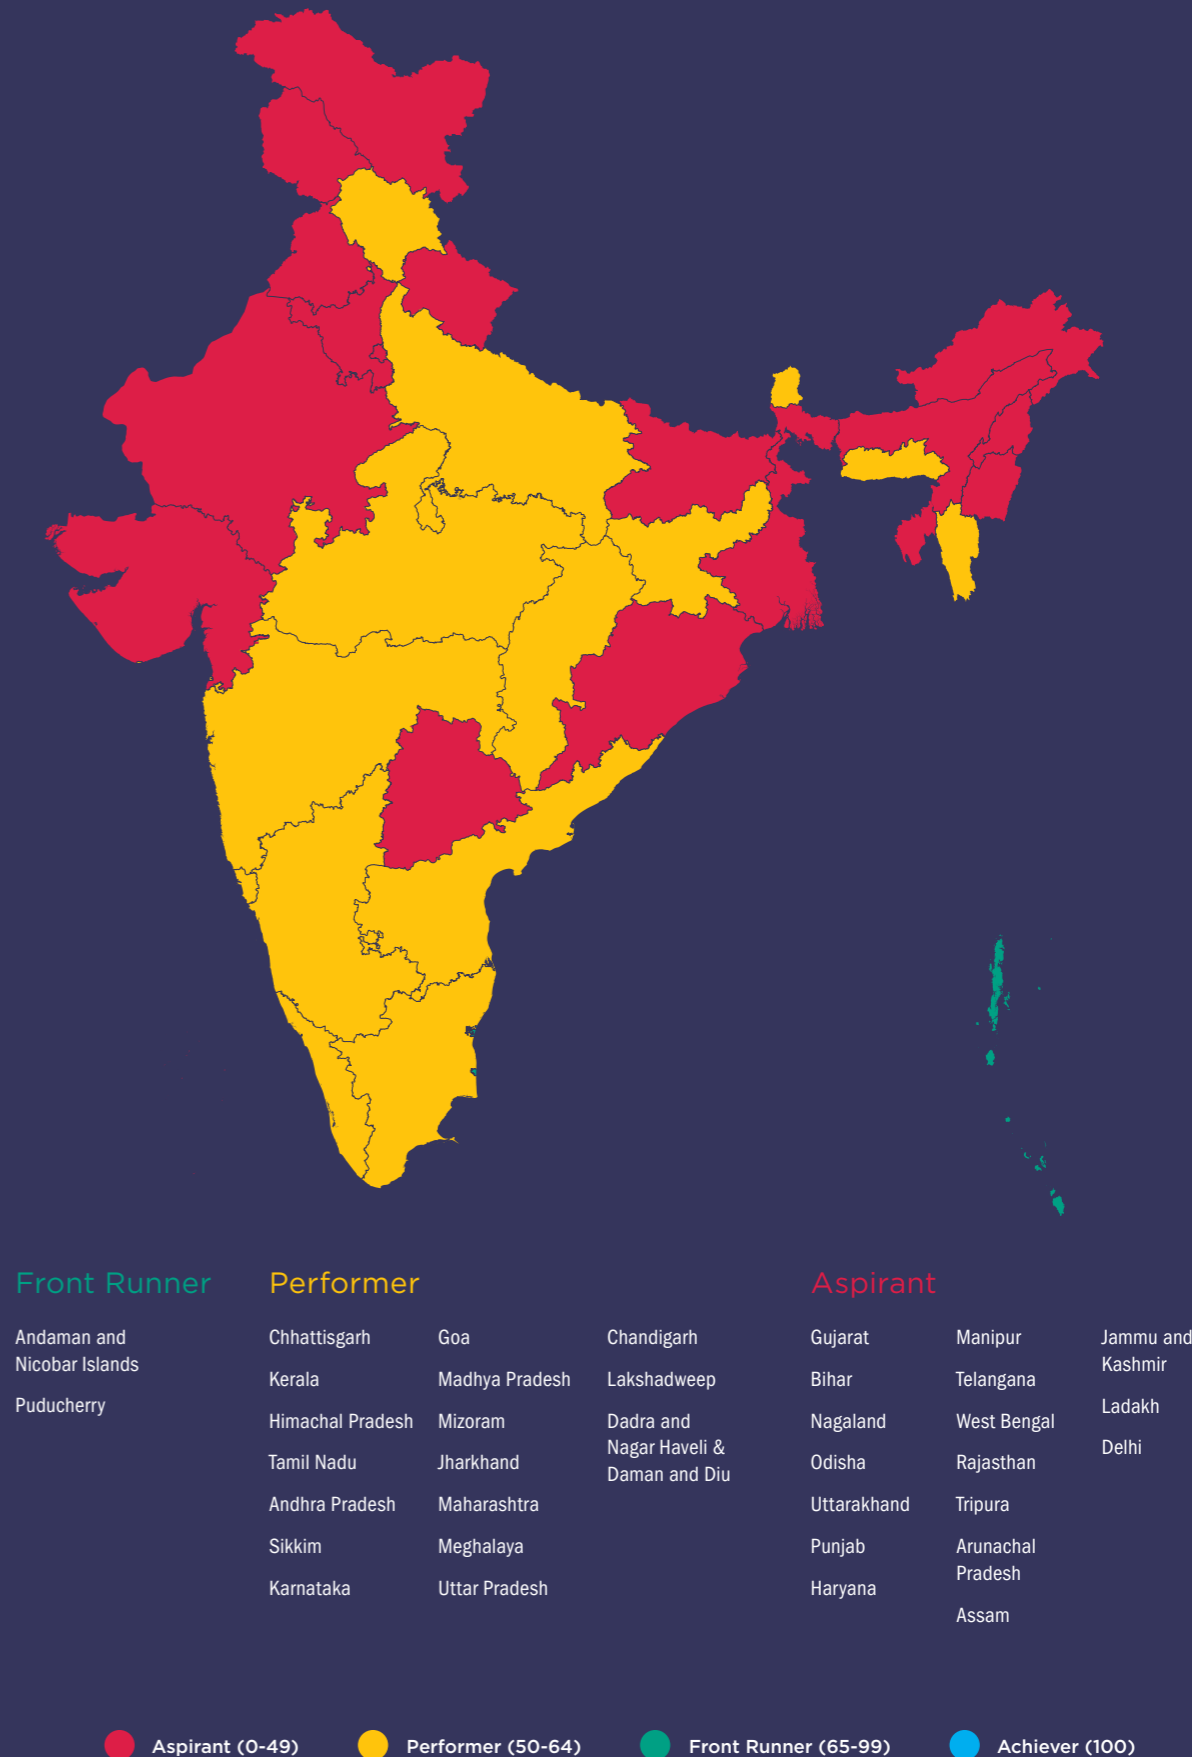 Front Runner
Andaman and
Nicobar Islands
Puducherry
Performer
Chhattisgarh
Kerala
Himachal Pradesh
Tamil Nadu
Andhra Pradesh
Sikkim
Karnataka
Goa
Madhya Pradesh
Mizoram
Jharkhand
Maharashtra
Meghalaya
Uttar Pradesh
Chandigarh
Lakshadweep
Dadra and
Nagar Haveli &
Daman and Diu
Aspirant
Gujarat
Bihar
Nagaland
Odisha
Uttarakhand
Punjab
Haryana
Manipur
Telangana
West Bengal
Rajasthan
Tripura
Arunachal
Pradesh
Assam
Jammu and
Kashmir
Ladakh
Delhi
Aspirant (0-49)
Performer (50-64)
Front Runner (65-99)
Achiever (100)